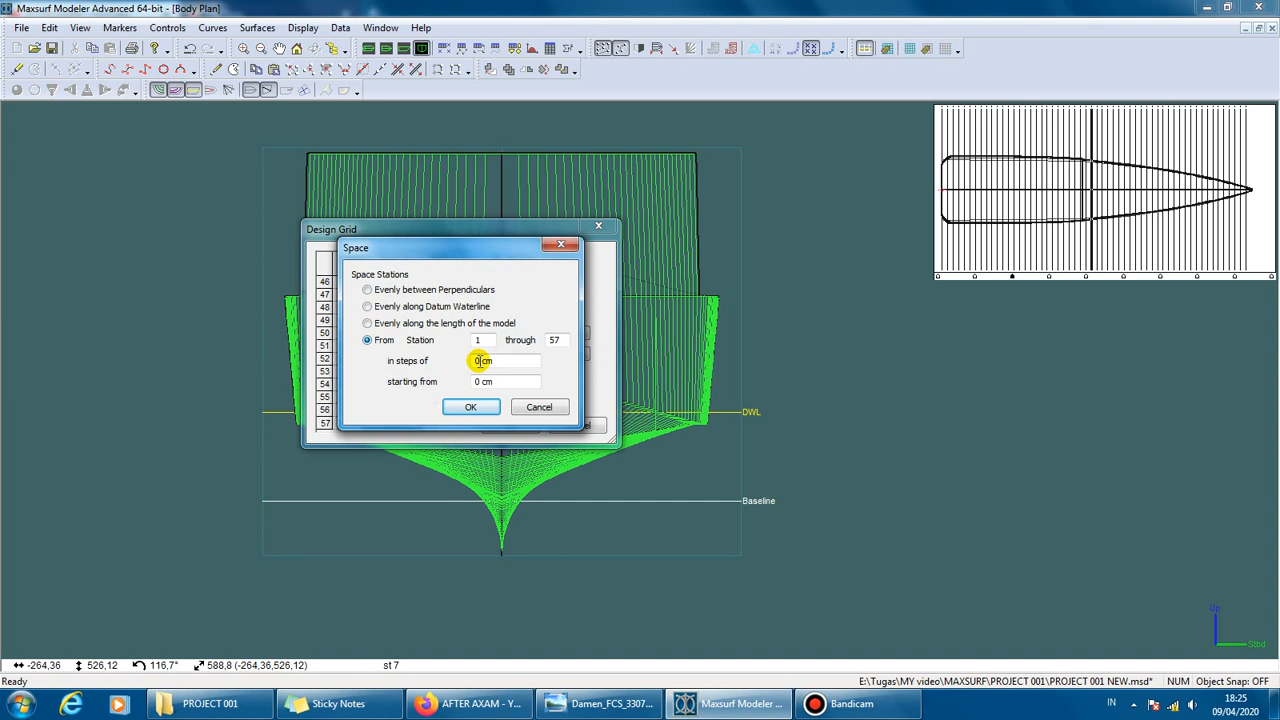 Maxsurf Modeler Advanced 64-bit - [Body Plan]
File Edit View Markers Controls Curves Surfaces Display Data Window Help
Design Grid
Space
Space Stations
Evenly between Perpendiculars
Evenly along Datum Waterline
Evenly along the length of the model
From Station 1 through 57
in steps of 0 cm
starting from 0 cm
OK Cancel
46
47
48
49
50
51
52
53
54
55
56
57
DWL
Baseline
Up
Stbd
-264,36 526,12 116,7° 588,8 (-264,36,526,12) st 7
Ready E:\Tugas\MY video\MAXSURF\PROJECT 001\PROJECT 001 NEW.msd* NUM Object Snap: OFF
PROJECT 001 Sticky Notes AFTER AXAM - Y... Damen_FCS_3307... Maxsurf Modeler ... Bandicam IN 18:25
09/04/2020